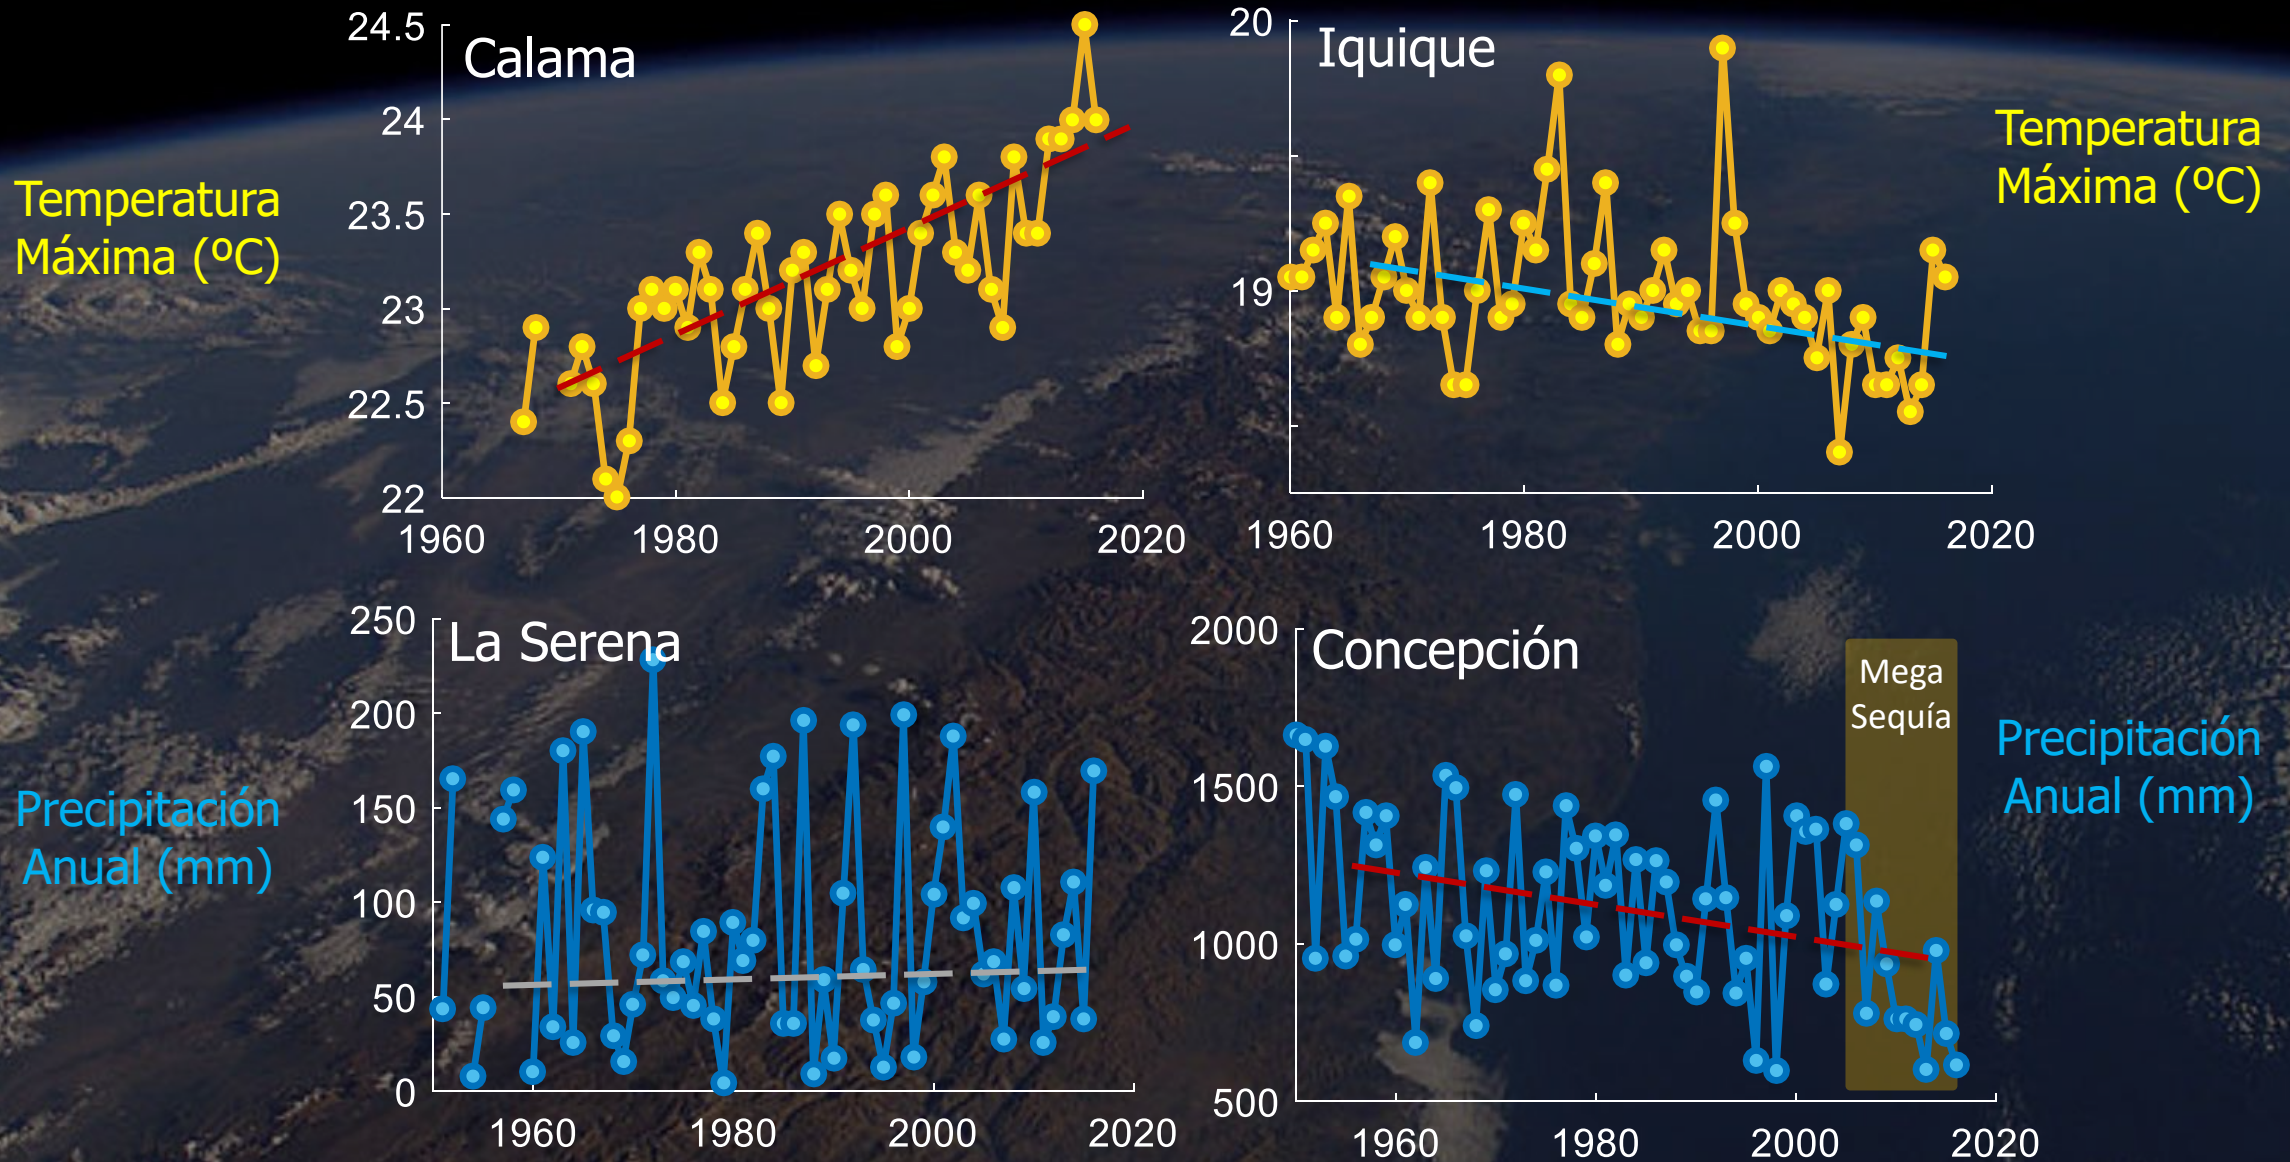 Calama
Temperatura
Máxima (ºC)
24.5
24
23.5
23
22.5
22
1960
1980
2000
2020
Iquique
Temperatura
Máxima (ºC)
20
19
1960
1980
2000
2020
La Serena
Precipitación
Anual (mm)
250
200
150
100
50
0
1960
1980
2000
2020
Concepción
Mega
Sequía
Precipitación
Anual (mm)
2000
1500
1000
500
1960
1980
2000
2020